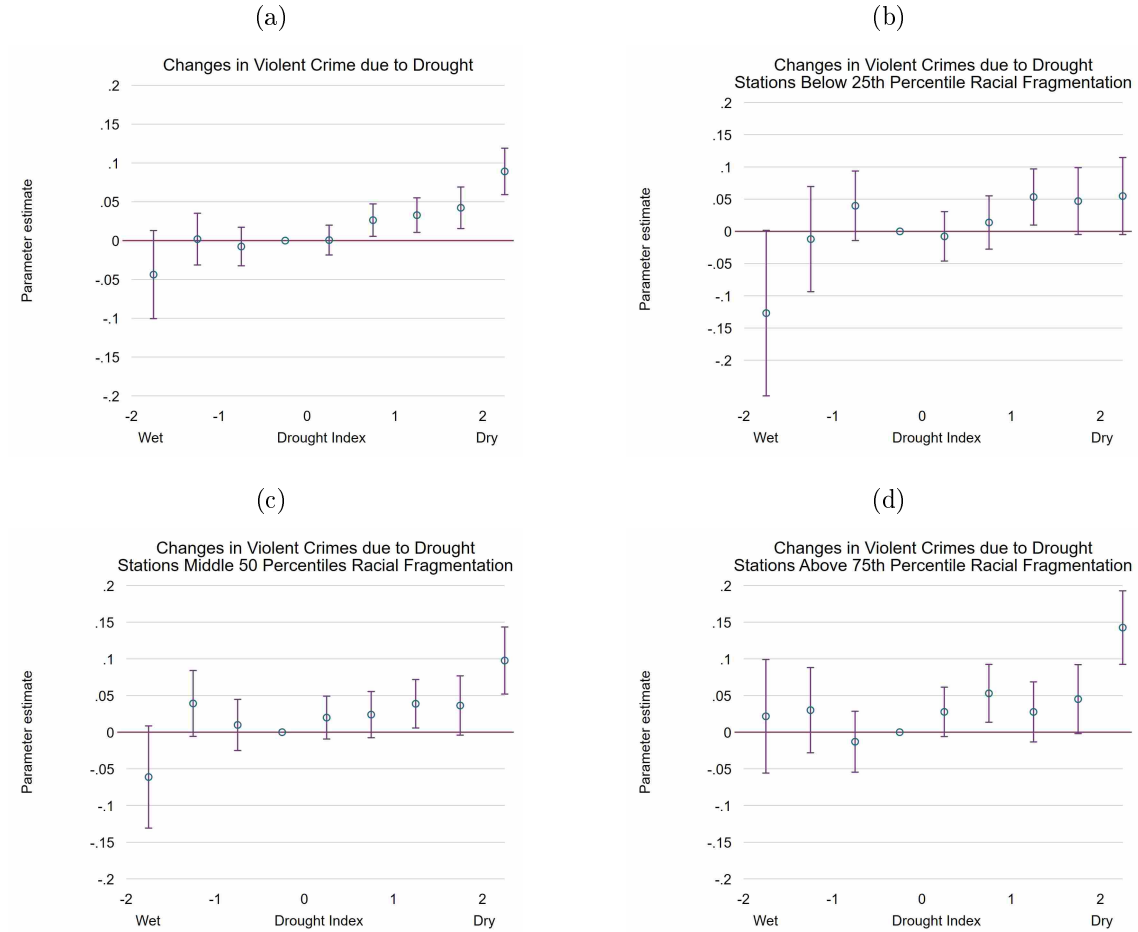 (a)
Changes in Violent Crime due to Drought
.2
.15
.1
.05
0
-.05
-.1
-.15
-.2
Parameter estimate
-2 -1 0 1 2
Wet Drought Index Dry
(b)
Changes in Violent Crimes due to Drought
Stations Below 25th Percentile Racial Fragmentation
.2
.15
.1
.05
0
-.05
-.1
-.15
-.2
Parameter estimate
-2 -1 0 1 2
Wet Drought Index Dry
(c)
Changes in Violent Crimes due to Drought
Stations Middle 50 Percentiles Racial Fragmentation
.2
.15
.1
.05
0
-.05
-.1
-.15
-.2
Parameter estimate
-2 -1 0 1 2
Wet Drought Index Dry
(d)
Changes in Violent Crimes due to Drought
Stations Above 75th Percentile Racial Fragmentation
.2
.15
.1
.05
0
-.05
-.1
-.15
-.2
Parameter estimate
-2 -1 0 1 2
Wet Drought Index Dry